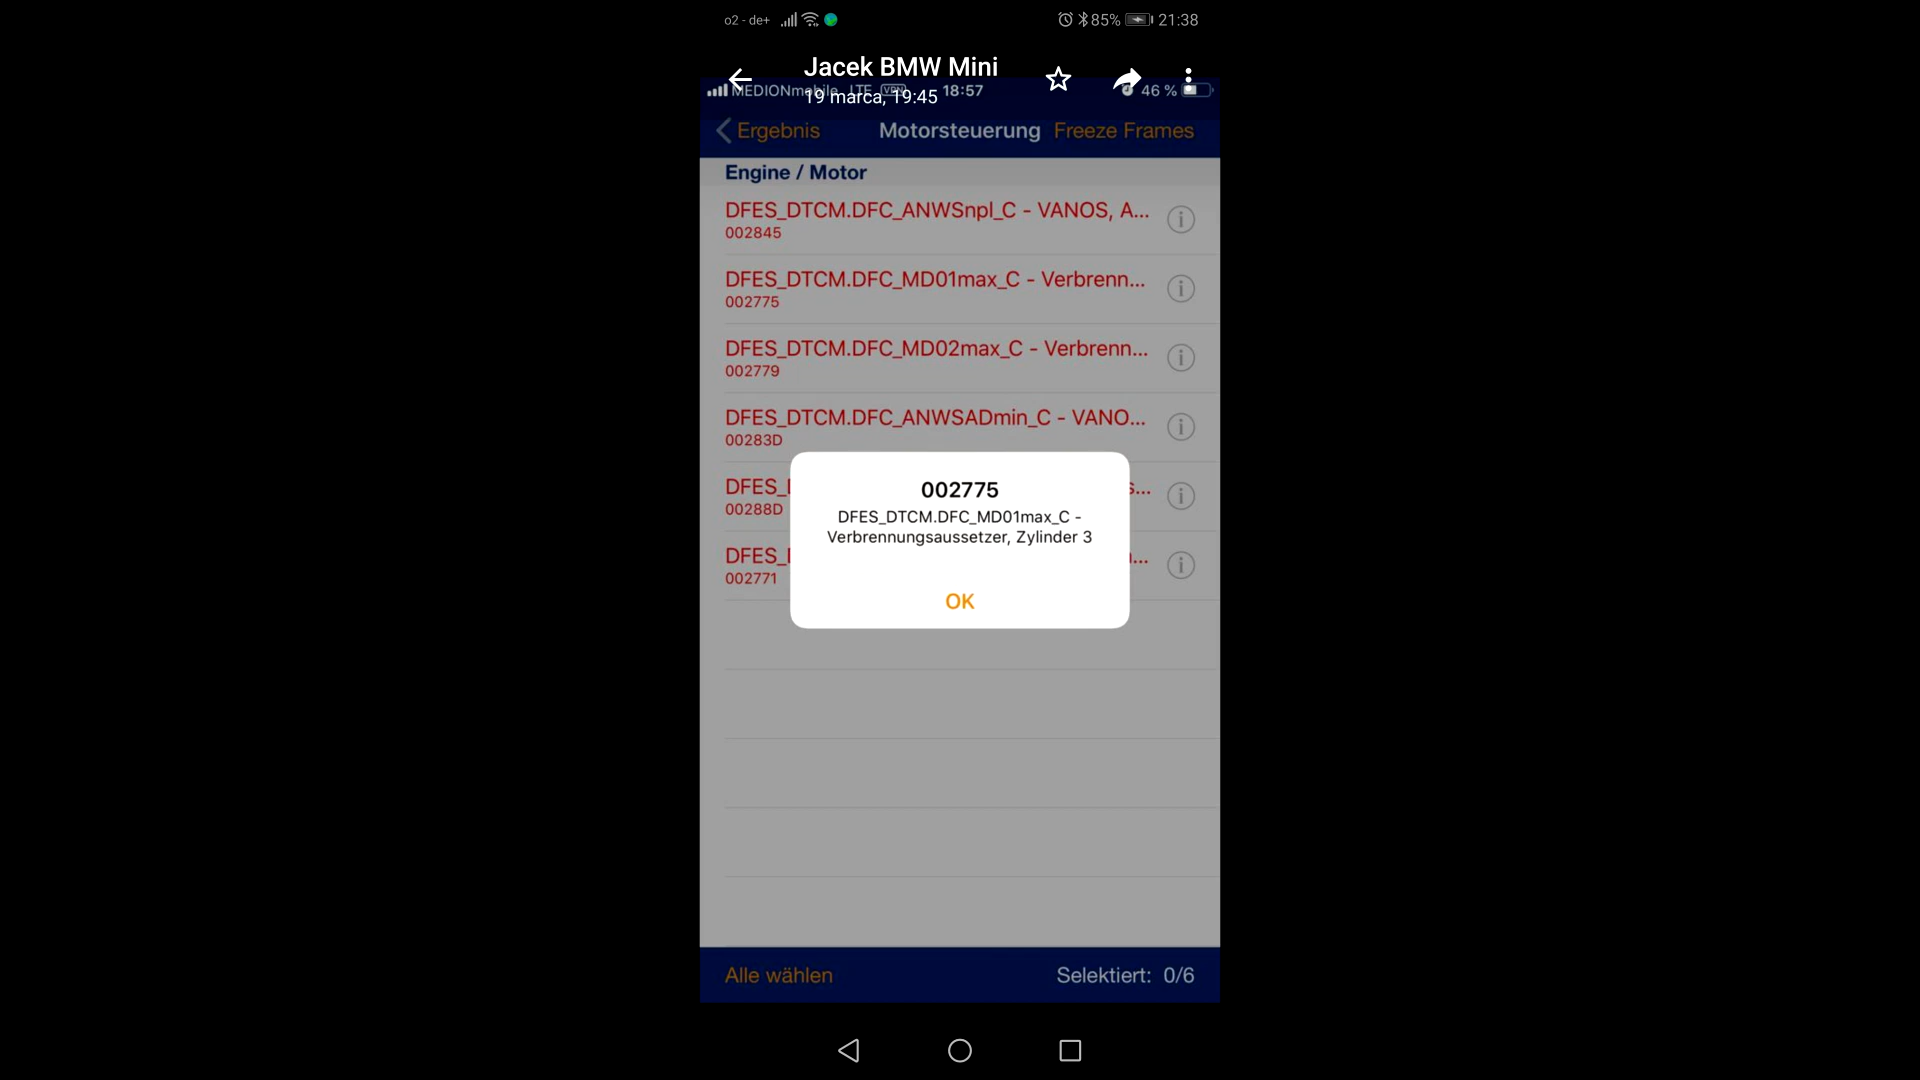 o2 - de+ 85% 21:38
Jacek BMW Mini
19 marca, 19:45
MEDIONmobile LTE VPN 18:57 46 %
Ergebnis Motorsteuerung Freeze Frames
Engine / Motor
DFES_DTCM.DFC_ANWSnpl_C - VANOS, A...
002845
DFES_DTCM.DFC_MD01max_C - Verbrenn...
002775
DFES_DTCM.DFC_MD02max_C - Verbrenn...
002779
DFES_DTCM.DFC_ANWSADmin_C - VANO...
00283D
DFES_
00288D
DFES_
002771
002775
DFES_DTCM.DFC_MD01max_C -
Verbrennungsaussetzer, Zylinder 3
OK
Alle wählen Selektiert: 0/6